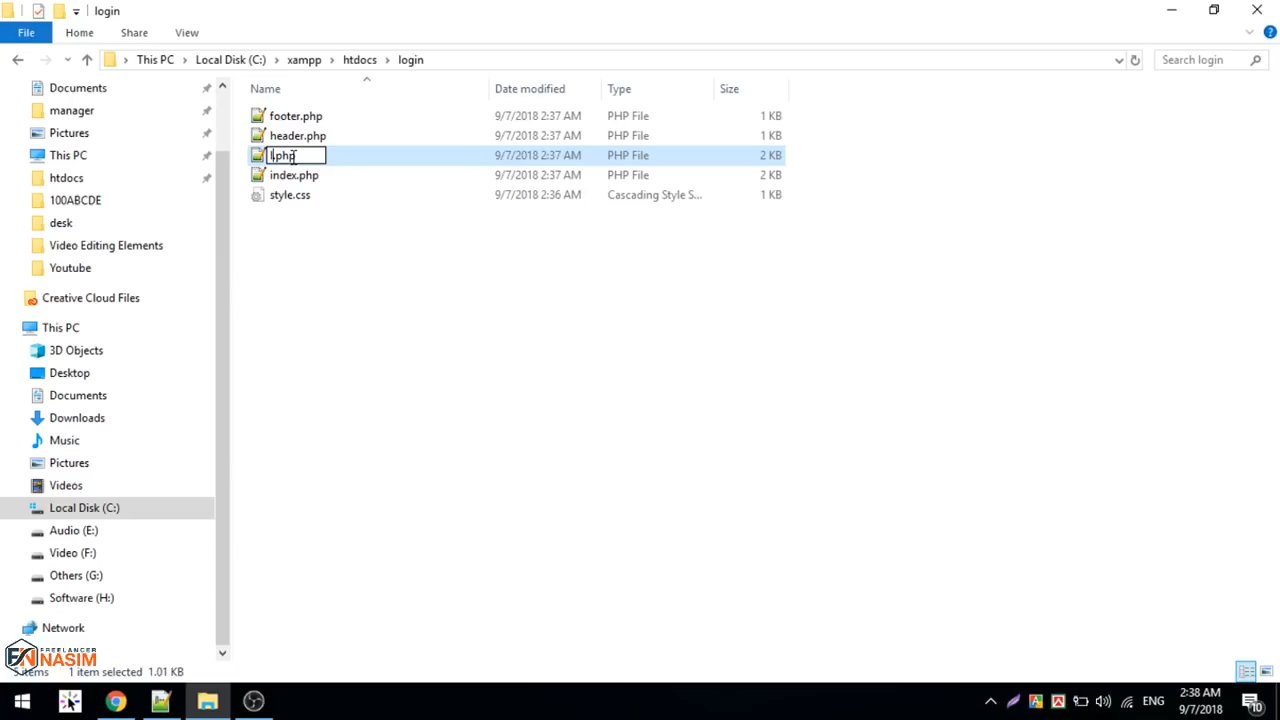 login
File Home Share View
This PC Local Disk (C:) xampp htdocs login Search login
Documents
manager
Pictures
This PC
htdocs
100ABCDE
desk
Video Editing Elements
Youtube
Creative Cloud Files
This PC
3D Objects
Desktop
Documents
Downloads
Music
Pictures
Videos
Local Disk (C:)
Audio (E:)
Video (F:)
Others (G:)
Software (H:)
Network
Name Date modified Type Size
footer.php 9/7/2018 2:37 AM PHP File 1 KB
header.php 9/7/2018 2:37 AM PHP File 1 KB
l.php 9/7/2018 2:37 AM PHP File 2 KB
index.php 9/7/2018 2:37 AM PHP File 2 KB
style.css 9/7/2018 2:36 AM Cascading Style S... 1 KB
FREELANCER
NASIM
items 1 item selected 1.01 KB
ENG
2:38 AM
9/7/2018
10